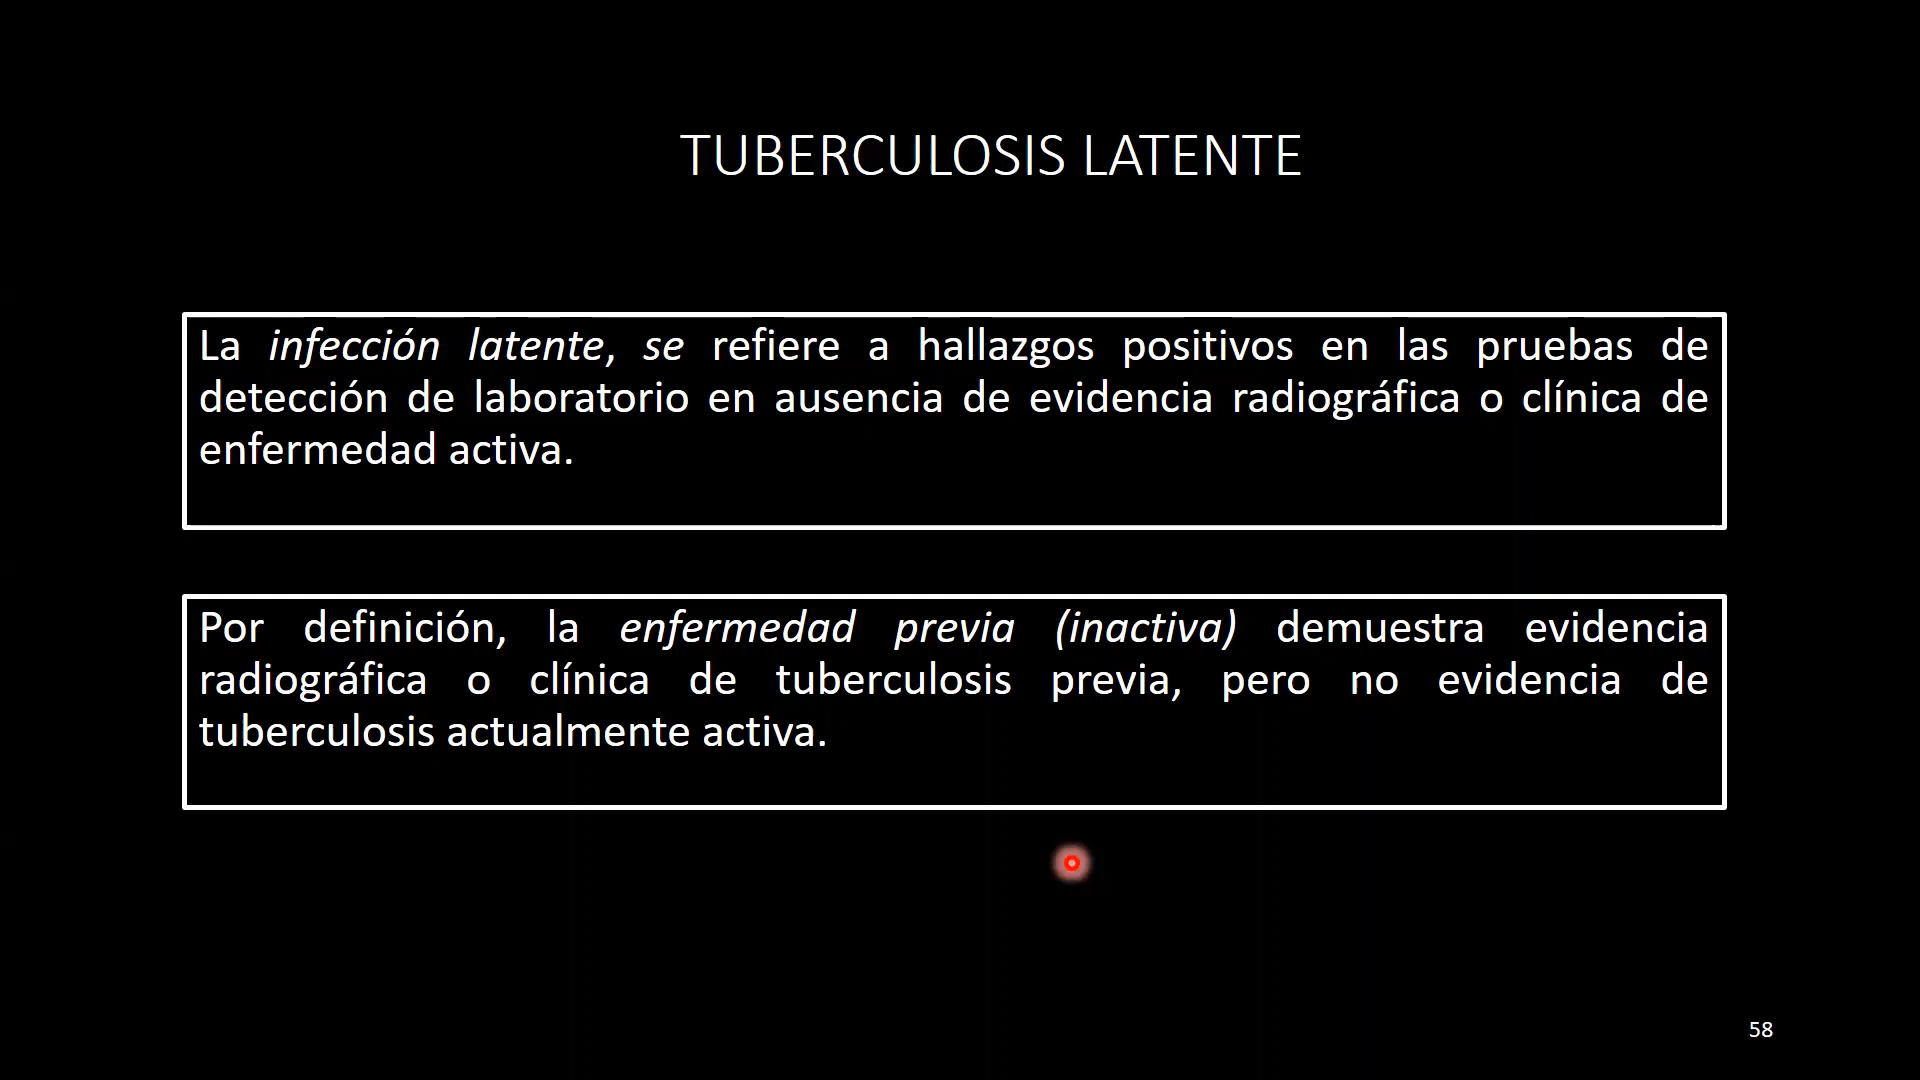 TUBERCULOSIS LATENTE
La infección latente, se refiere a hallazgos positivos en las pruebas de
detección de laboratorio en ausencia de evidencia radiográfica o clínica de
enfermedad activa.
Por definición, la enfermedad previa (inactiva) demuestra evidencia
radiográfica o clínica de tuberculosis previa, pero no evidencia de
tuberculosis actualmente activa.
58